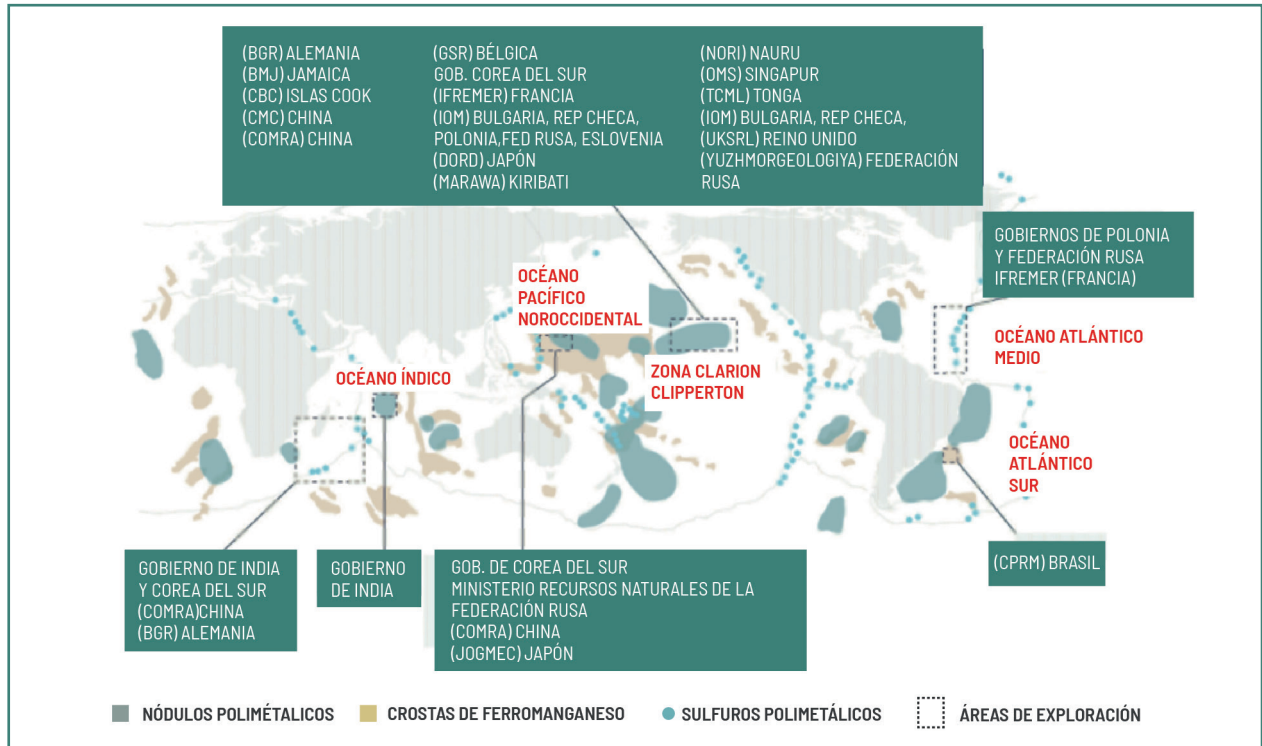 (BGR) ALEMANIA
(BMJ) JAMAICA
(CBC) ISLAS COOK
(CMC) CHINA
(COMRA) CHINA
(GSR) BÉLGICA
GOB. COREA DEL SUR
(IFREMER) FRANCIA
(IOM) BULGARIA, REP CHECA,
POLONIA,FED RUSA, ESLOVENIA
(DORD) JAPÓN
(MARAWA) KIRIBATI
(NORI) NAURU
(OMS) SINGAPUR
(TCML) TONGA
(IOM) BULGARIA, REP CHECA,
(UKSRL) REINO UNIDO
(YUZHMORGEOLOGIYA) FEDERACIÓN
RUSA
GOBIERNOS DE POLONIA
Y FEDERACIÓN RUSA
IFREMER (FRANCIA)
OCÉANO
PACÍFICO
NOROCCIDENTAL
OCÉANO ATLÁNTICO
MEDIO
ZONA CLARION
CLIPPERTON
OCÉANO ÍNDICO
OCÉANO
ATLÁNTICO
SUR
GOBIERNO DE INDIA
Y COREA DEL SUR
(COMRA)CHINA
(BGR) ALEMANIA
GOBIERNO
DE INDIA
GOB. DE COREA DEL SUR
MINISTERIO RECURSOS NATURALES DE LA
FEDERACIÓN RUSA
(COMRA) CHINA
(JOGMEC) JAPÓN
(CPRM) BRASIL
NÓDULOS POLIMÉTALICOS
CROSTAS DE FERROMANGANESO
SULFUROS POLIMETÁLICOS
ÁREAS DE EXPLORACIÓN